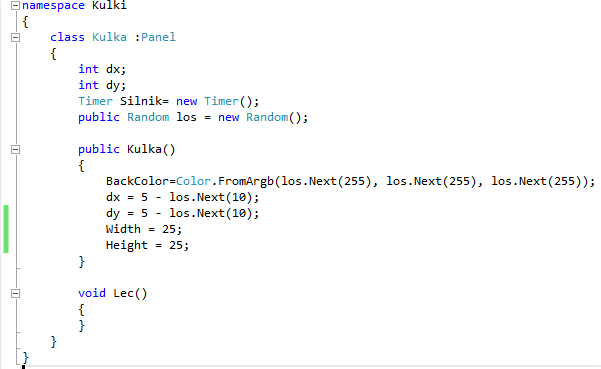 namespace Kulki
{
class Kulka :Panel
{
int dx;
int dy;
Timer Silnik= new Timer();
public Random los = new Random();
public Kulka()
{
BackColor=Color.FromArgb(los.Next(255), los.Next(255), los.Next(255));
dx = 5 - los.Next(10);
dy = 5 - los.Next(10);
Width = 25;
Height = 25;
}
void Lec()
{
}
}
}